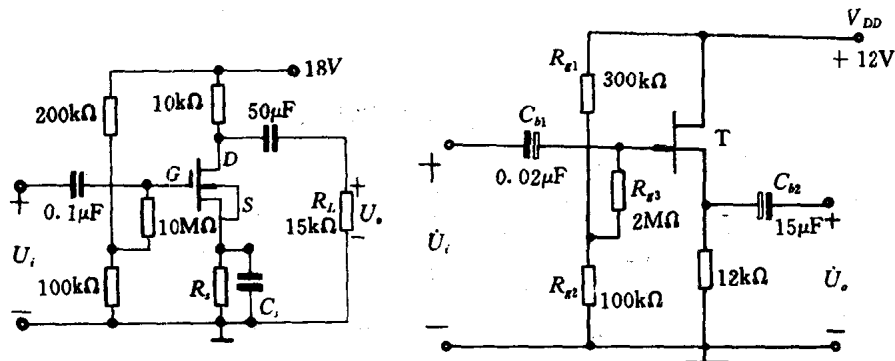 18V
200kΩ
10kΩ
50μF
G
D
S
0.1μF
10MΩ
R_L
15kΩ
+
U_o
−
+
U_i
−
100kΩ
R_s
C_s
V_DD
+12V
R_g1
300kΩ
C_b1
0.02μF
T
R_g3
2MΩ
C_b2
15μF
+
+
U̇_i
R_g2
100kΩ
12kΩ
U̇_o
−
−